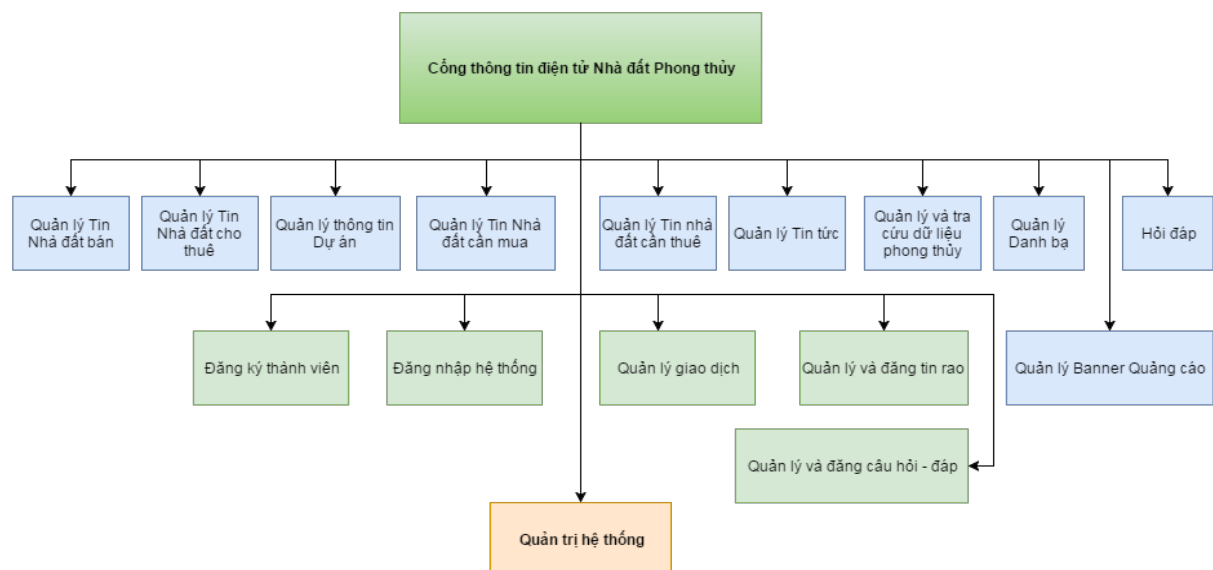 Cổng thông tin điện tử Nhà đất Phong thủy
Quản lý Tin
Nhà đất bán
Quản lý Tin
Nhà đất cho
thuê
Quản lý thông tin
Dự án
Quản lý Tin Nhà
đất cần mua
Quản lý Tin nhà
đất cần thuê
Quản lý Tin tức
Quản lý và tra
cứu dữ liệu
phong thủy
Quản lý
Danh bạ
Hỏi đáp
Đăng ký thành viên
Đăng nhập hệ thống
Quản lý giao dịch
Quản lý và đăng tin rao
Quản lý Banner Quảng cáo
Quản lý và đăng câu hỏi - đáp
Quản trị hệ thống